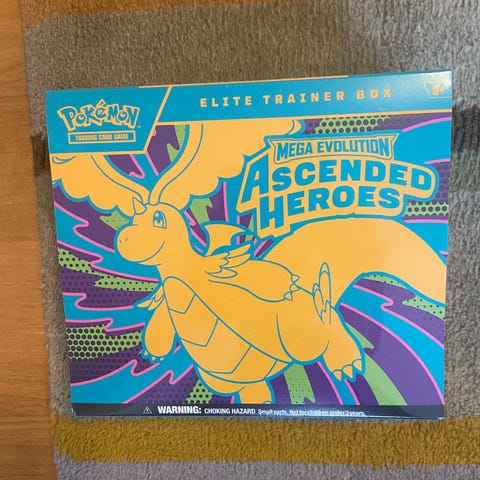 POKÉMON
TRADING CARD GAME
ELITE TRAINER BOX
6+
MEGA EVOLUTION
ASCENDED
HEROES
WARNING: CHOKING HAZARD Small parts. Not for children under 3 years.